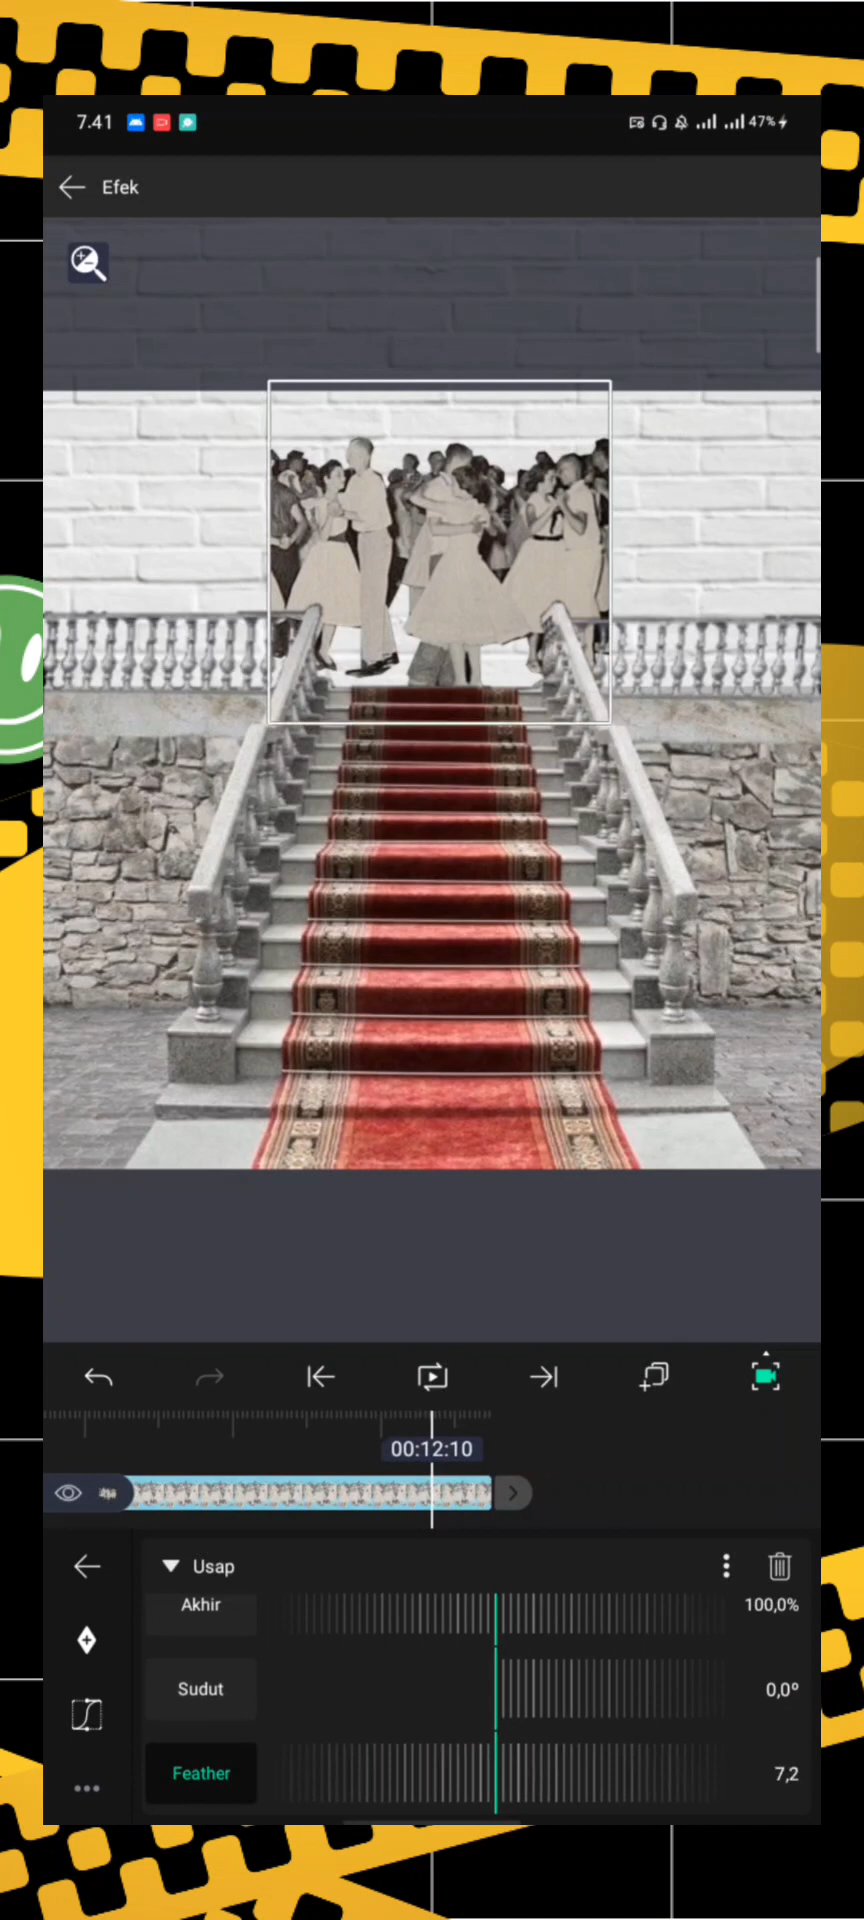 7.41
47%
Efek
00:12:10
Usap
Akhir
100,0%
Sudut
0,0°
Feather
7,2